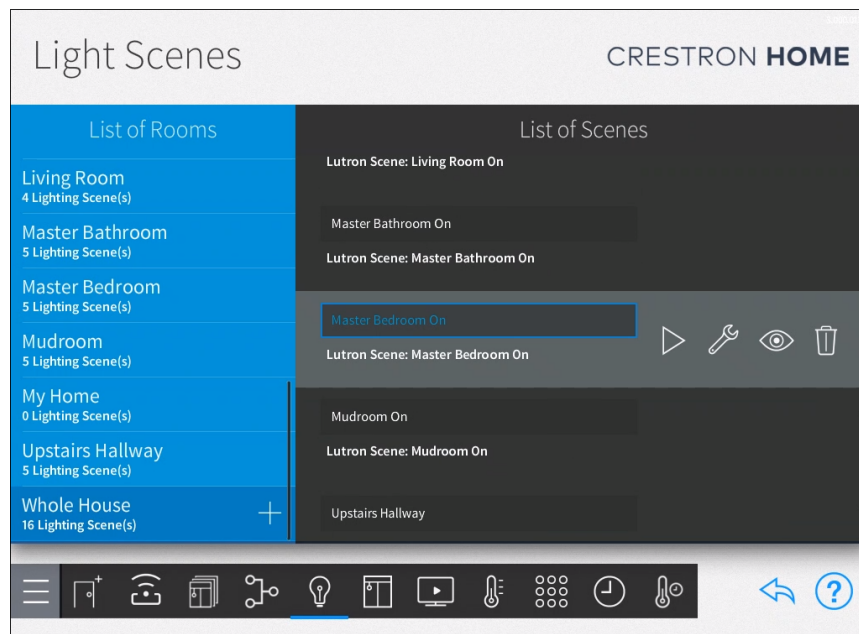 Light Scenes
CRESTRON HOME
List of Rooms
List of Scenes
Living Room
4 Lighting Scene(s)
Master Bathroom
5 Lighting Scene(s)
Master Bedroom
5 Lighting Scene(s)
Mudroom
5 Lighting Scene(s)
My Home
0 Lighting Scene(s)
Upstairs Hallway
5 Lighting Scene(s)
Whole House
16 Lighting Scene(s)
Lutron Scene: Living Room On
Master Bathroom On
Lutron Scene: Master Bathroom On
Master Bedroom On
Lutron Scene: Master Bedroom On
Mudroom On
Lutron Scene: Mudroom On
Upstairs Hallway
?